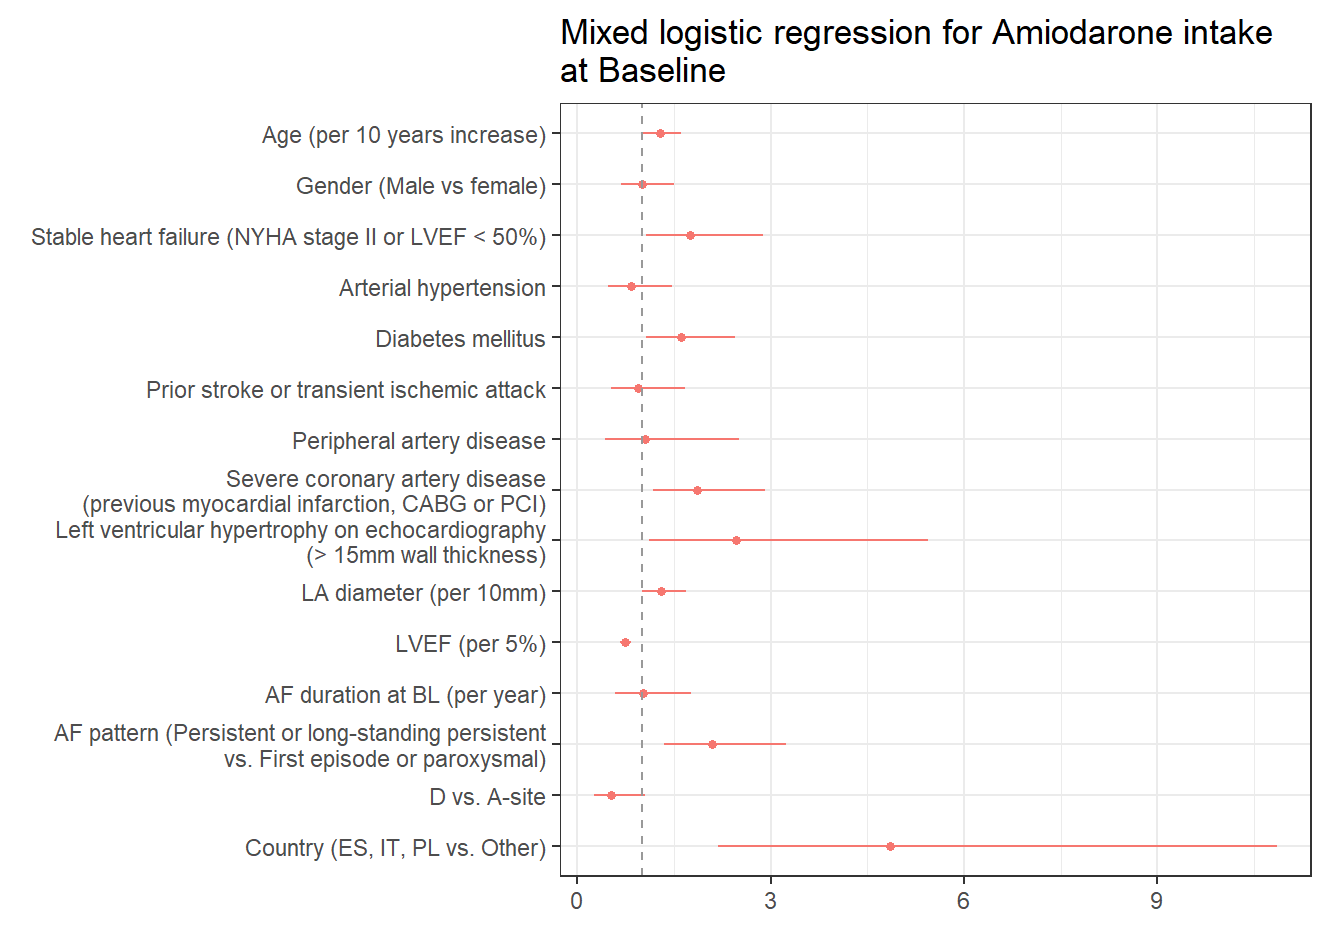 Mixed logistic regression for Amiodarone intake
at Baseline
Age (per 10 years increase)
Gender (Male vs female)
Stable heart failure (NYHA stage II or LVEF < 50%)
Arterial hypertension
Diabetes mellitus
Prior stroke or transient ischemic attack
Peripheral artery disease
Severe coronary artery disease
(previous myocardial infarction, CABG or PCI)
Left ventricular hypertrophy on echocardiography
(> 15mm wall thickness)
LA diameter (per 10mm)
LVEF (per 5%)
AF duration at BL (per year)
AF pattern (Persistent or long-standing persistent
vs. First episode or paroxysmal)
D vs. A-site
Country (ES, IT, PL vs. Other)
0 3 6 9